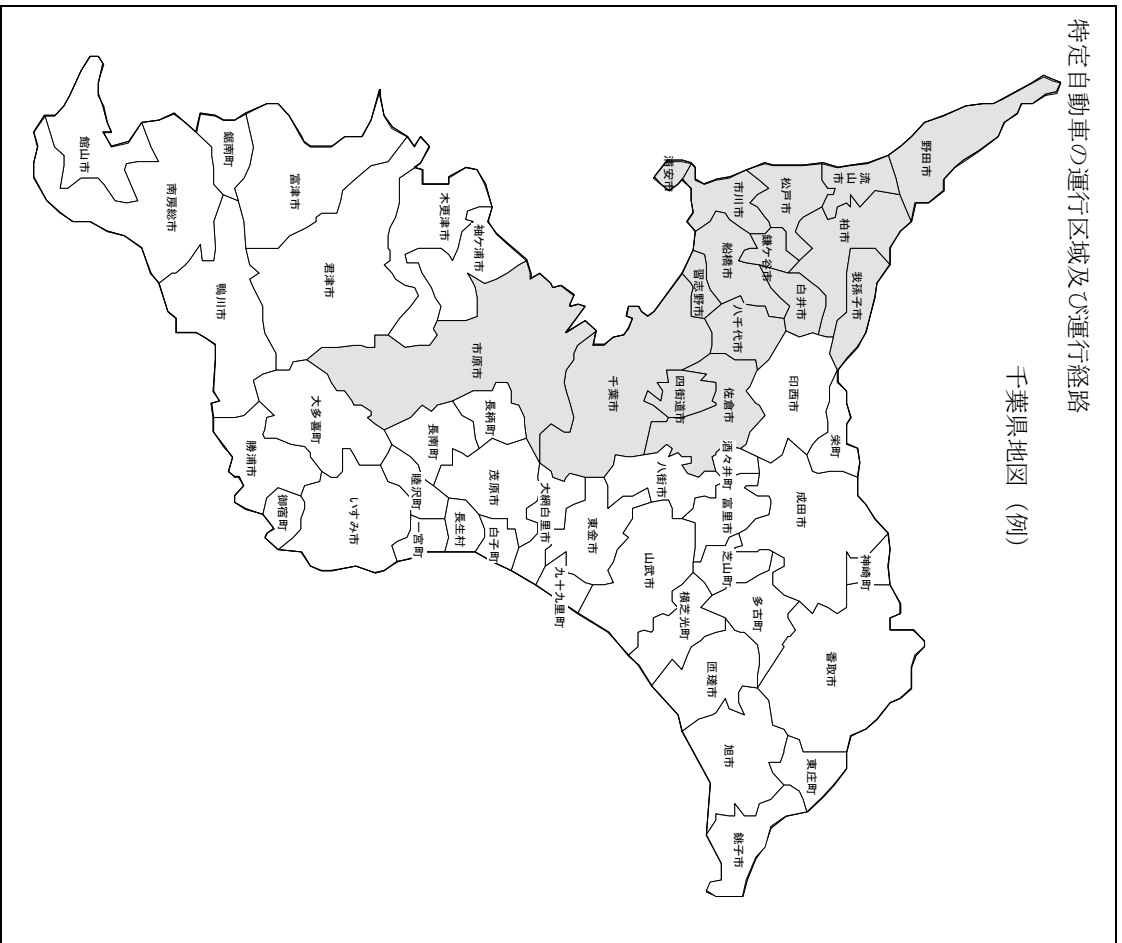 特定自動車の運行区域及び運行経路
千葉県地図（例）
野田市
流山市
柏市
松戸市
我孫子市
市川市
鎌ケ谷市
白井市
浦安市
船橋市
習志野市
八千代市
印西市
栄町
佐倉市
四街道市
千葉市
酒々井町
成田市
神崎町
富里市
八街市
芝山町
多古町
香取市
東庄町
横芝光町
匝瑳市
旭市
銚子市
山武市
東金市
大網白里市
九十九里町
市原市
長柄町
茂原市
白子町
長南町
長生村
睦沢町
一宮町
袖ケ浦市
木更津市
君津市
富津市
大多喜町
いすみ市
御宿町
勝浦市
鋸南町
鴨川市
南房総市
館山市